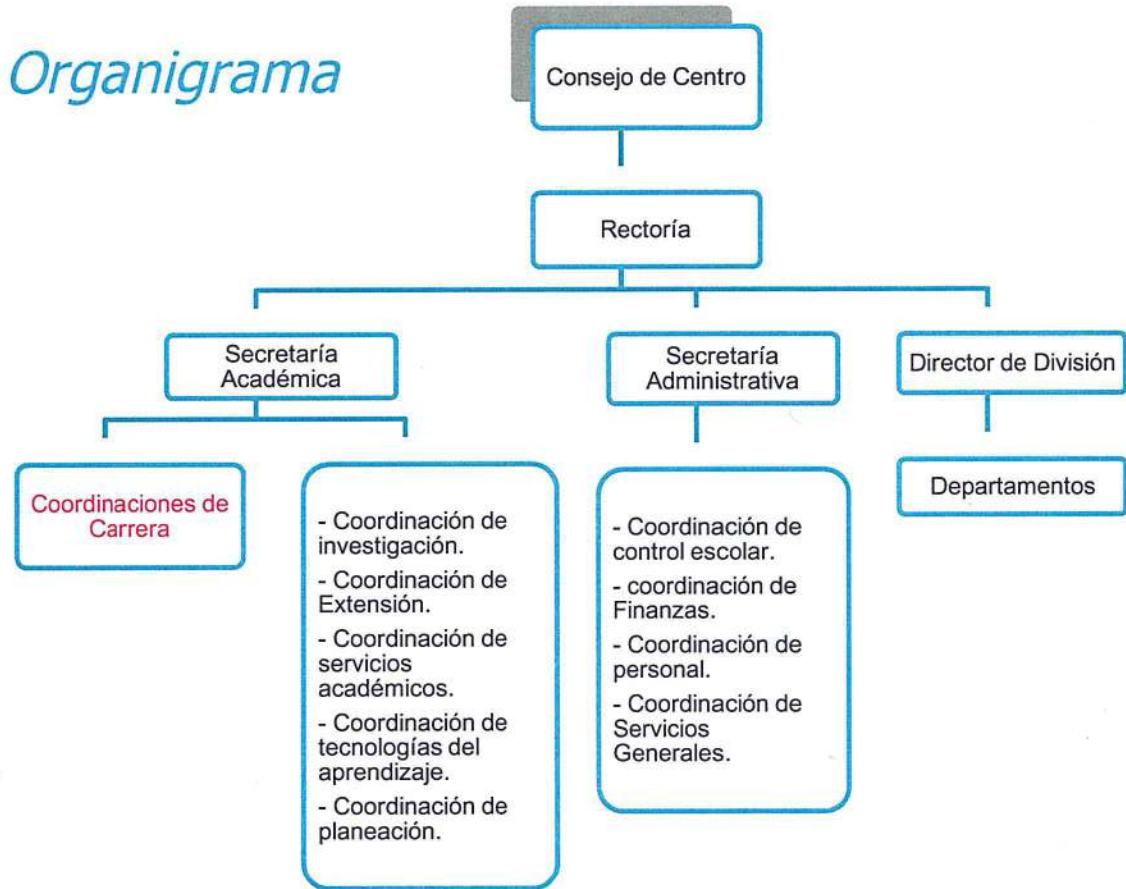 Organigrama
Consejo de Centro
Rectoría
Secretaría
Académica
Secretaría
Administrativa
Director de División
Coordinaciones de
Carrera
- Coordinación de
investigación.
- Coordinación de
Extensión.
- Coordinación de
servicios
académicos.
- Coordinación de
tecnologías del
aprendizaje.
- Coordinación de
planeación.
- Coordinación de
control escolar.
- coordinación de
Finanzas.
- Coordinación de
personal.
- Coordinación de
Servicios
Generales.
Departamentos